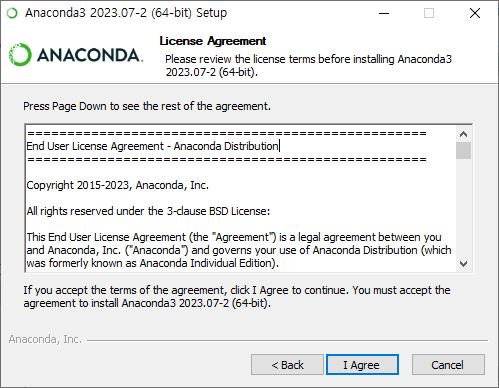 Anaconda3 2023.07-2 (64-bit) Setup
ANACONDA.
License Agreement
Please review the license terms before installing Anaconda3
2023.07-2 (64-bit).
Press Page Down to see the rest of the agreement.
====================================================
End User License Agreement - Anaconda Distribution
====================================================
Copyright 2015-2023, Anaconda, Inc.
All rights reserved under the 3-clause BSD License:
This End User License Agreement (the "Agreement") is a legal agreement between you
and Anaconda, Inc. ("Anaconda") and governs your use of Anaconda Distribution (which
was formerly known as Anaconda Individual Edition).
If you accept the terms of the agreement, click I Agree to continue. You must accept the
agreement to install Anaconda3 2023.07-2 (64-bit).
Anaconda, Inc.
< Back
I Agree
Cancel